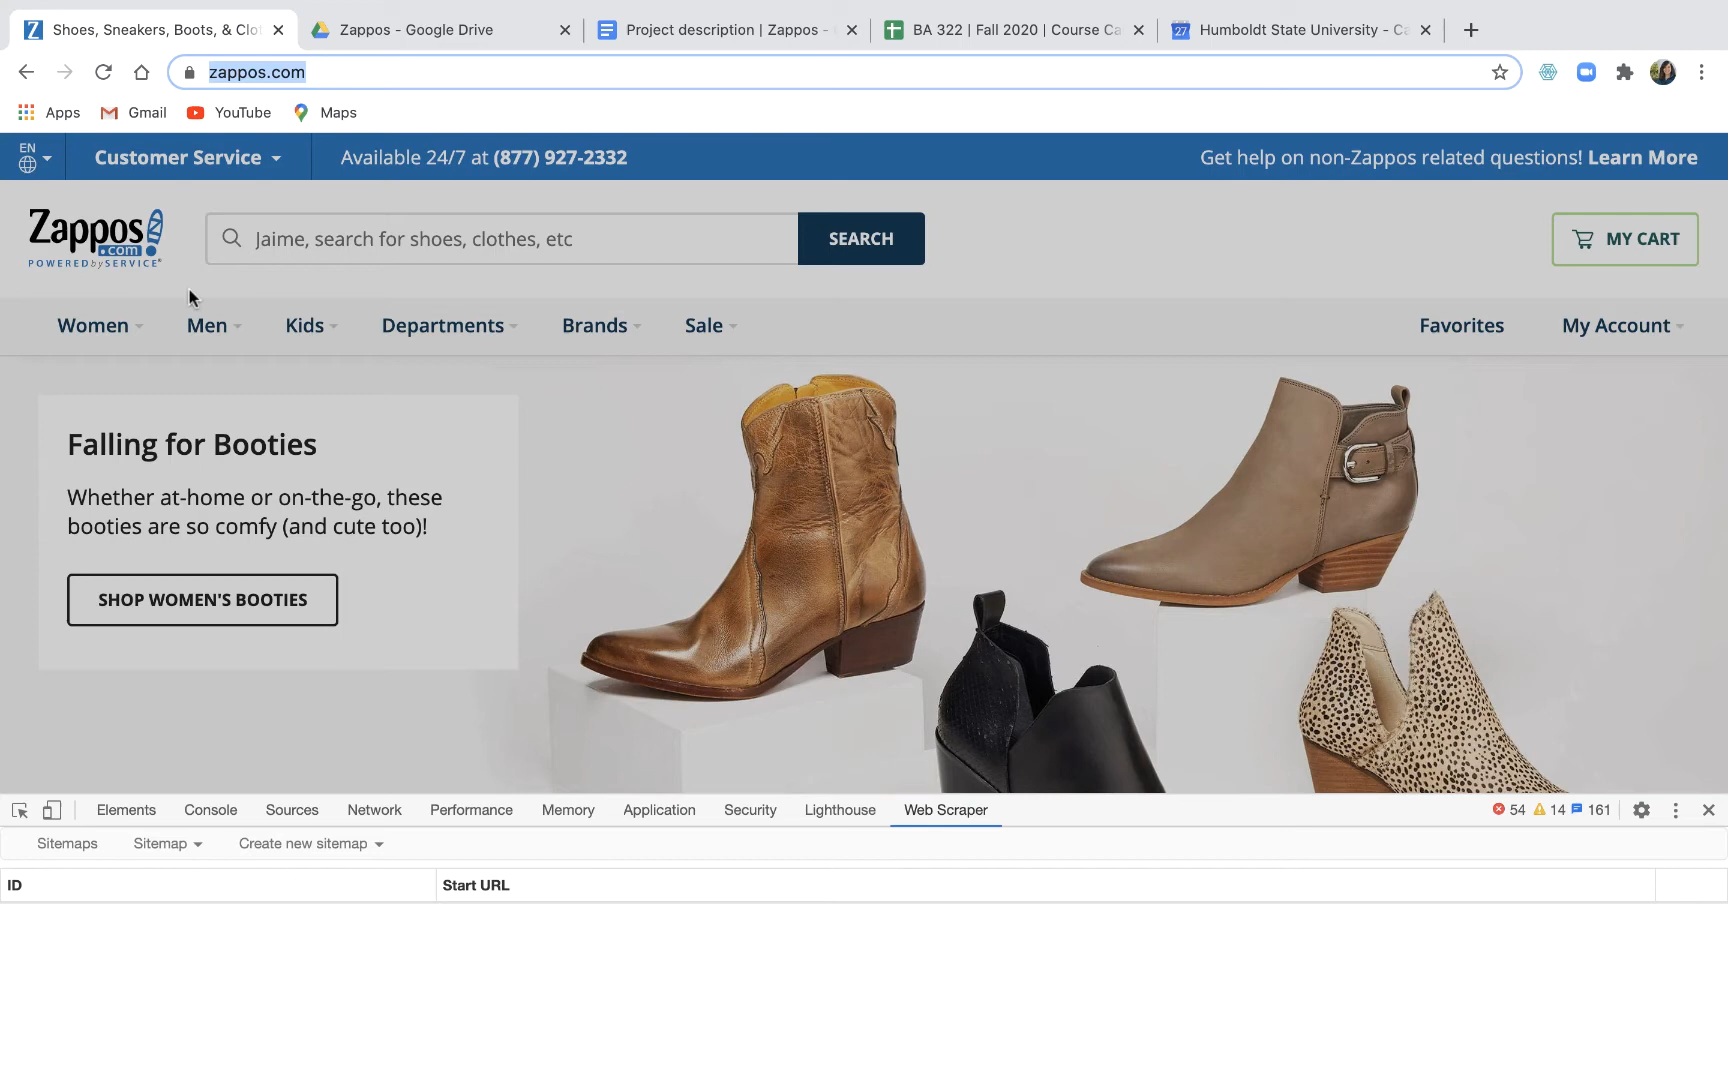 Shoes, Sneakers, Boots, & Clot
Zappos - Google Drive
Project description | Zappos -
BA 322 | Fall 2020 | Course Ca
27
Humboldt State University - Ca
zappos.com
Apps
Gmail
YouTube
Maps
EN
Customer Service
Available 24/7 at (877) 927-2332
Get help on non-Zappos related questions! Learn More
Zappos
.com
POWERED by SERVICE®
Jaime, search for shoes, clothes, etc
SEARCH
MY CART
Women
Men
Kids
Departments
Brands
Sale
Favorites
My Account
Falling for Booties
Whether at-home or on-the-go, these
booties are so comfy (and cute too)!
SHOP WOMEN'S BOOTIES
Elements
Console
Sources
Network
Performance
Memory
Application
Security
Lighthouse
Web Scraper
54
14
161
Sitemaps
Sitemap
Create new sitemap
ID
Start URL